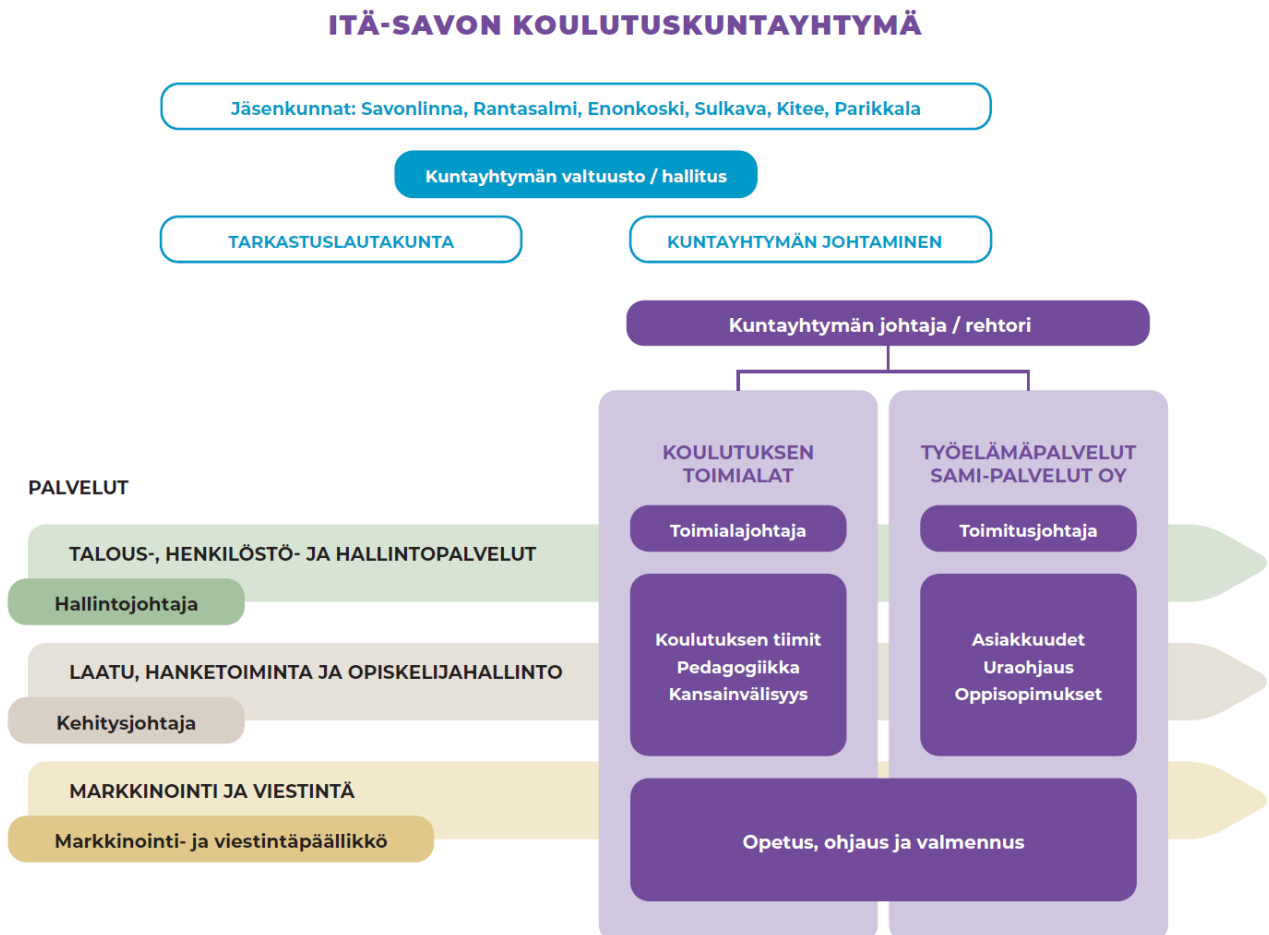 ITÄ-SAVON KOULUTUSKUNTAYHTYMÄ
Jäsenkunnat: Savonlinna, Rantasalmi, Enonkoski, Sulkava, Kitee, Parikkala
Kuntayhtymän valtuusto / hallitus
TARKASTUSLAUTAKUNTA
KUNTAYHTYMÄN JOHTAMINEN
Kuntayhtymän johtaja / rehtori
KOULUTUKSEN
TOIMIALAT
Toimialajohtaja
Koulutuksen tiimit
Pedagogiikka
Kansainvälisyys
TYÖELÄMÄPALVELUT
SAMI-PALVELUT OY
Toimitusjohtaja
Asiakkuudet
Uraohjaus
Oppisopimukset
Opetus, ohjaus ja valmennus
PALVELUT
TALOUS-, HENKILÖSTÖ- JA HALLINTOPALVELUT
Hallintojohtaja
LAATU, HANKETOIMINTA JA OPISKELIJAHALLINTO
Kehitysjohtaja
MARKKINOINTI JA VIESTINTÄ
Markkinointi- ja viestintäpäällikkö